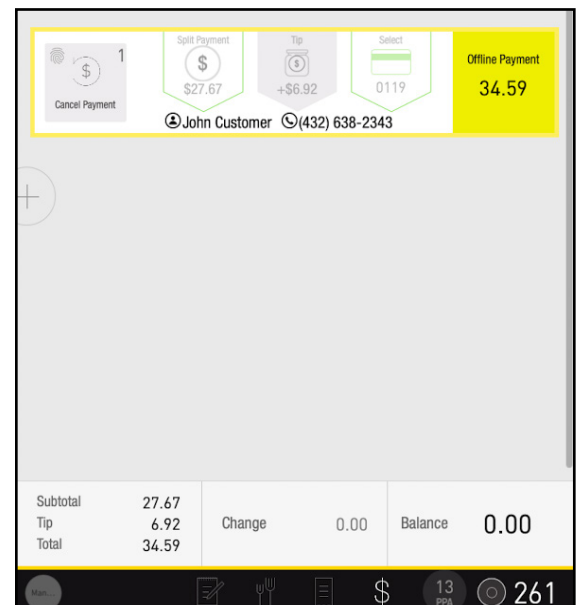 1
Cancel Payment
Split Payment
$
$27.67
Tip
$
+$6.92
Select
0119
Offline Payment
34.59
John Customer (432) 638-2343
Subtotal 27.67
Tip 6.92
Total 34.59
Change 0.00
Balance 0.00
Man...
$
13
PPA
261